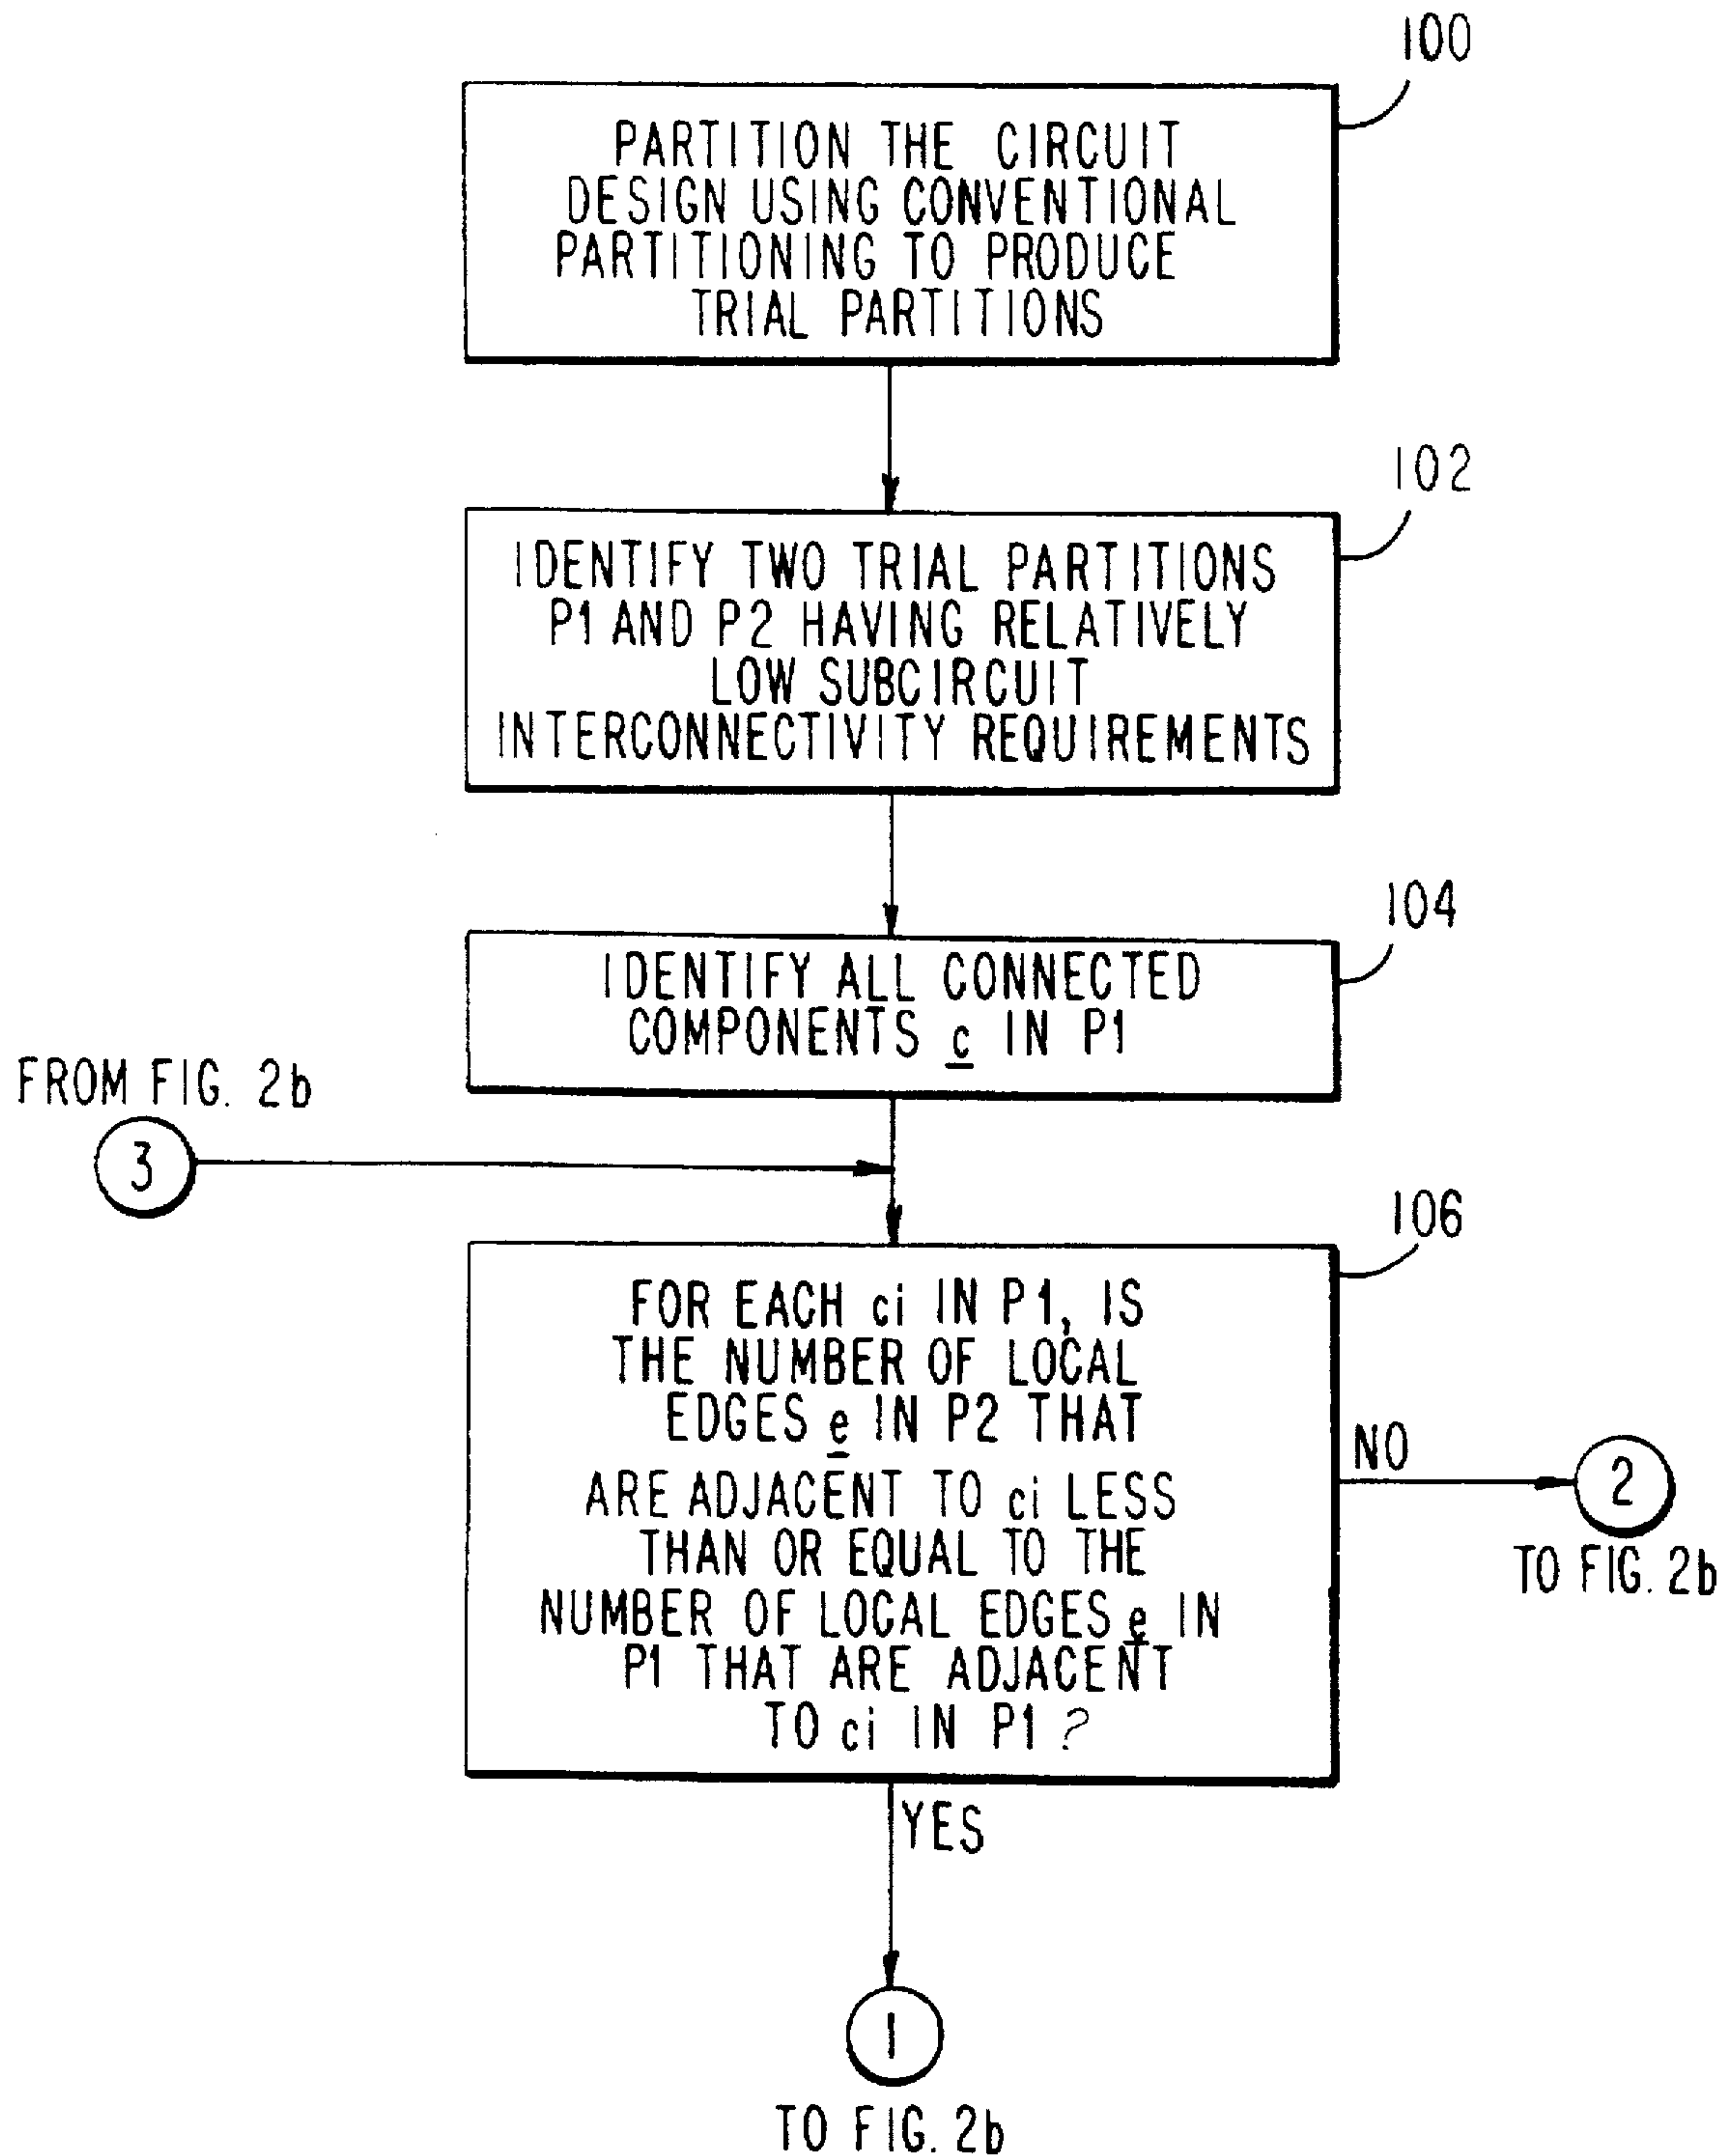 100
PARTITION THE CIRCUIT
DESIGN USING CONVENTIONAL
PARTITIONING TO PRODUCE
TRIAL PARTITIONS
102
IDENTIFY TWO TRIAL PARTITIONS
P1 AND P2 HAVING RELATIVELY
LOW SUBCIRCUIT
INTERCONNECTIVITY REQUIREMENTS
104
IDENTIFY ALL CONNECTED
COMPONENTS c IN P1
FROM FIG. 2b
3
106
FOR EACH ci IN P1, IS
THE NUMBER OF LOCAL
EDGES e IN P2 THAT
ARE ADJACENT TO ci LESS
THAN OR EQUAL TO THE
NUMBER OF LOCAL EDGES e IN
P1 THAT ARE ADJACENT
TO ci IN P1 ?
NO
2
TO FIG. 2b
YES
1
TO FIG. 2b